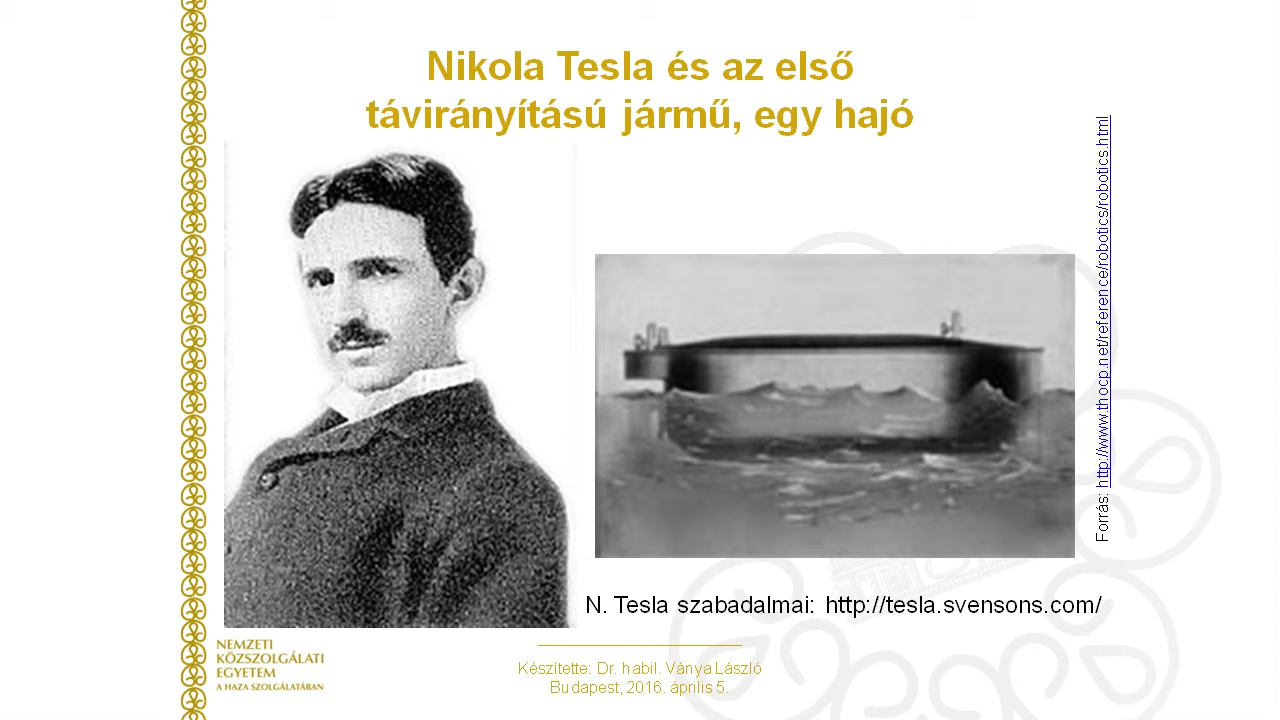 Nikola Tesla és az első
távirányítású jármű, egy hajó
Forrás: http://www.thocp.net/reference/robotics/robotics.html
N. Tesla szabadalmai: http://tesla.svensons.com/
NEMZETI
KÖZSZOLGÁLATI
EGYETEM
A HAZA SZOLGÁLATÁBAN
Készítette: Dr. habil. Ványa László
Budapest, 2016. április 5.